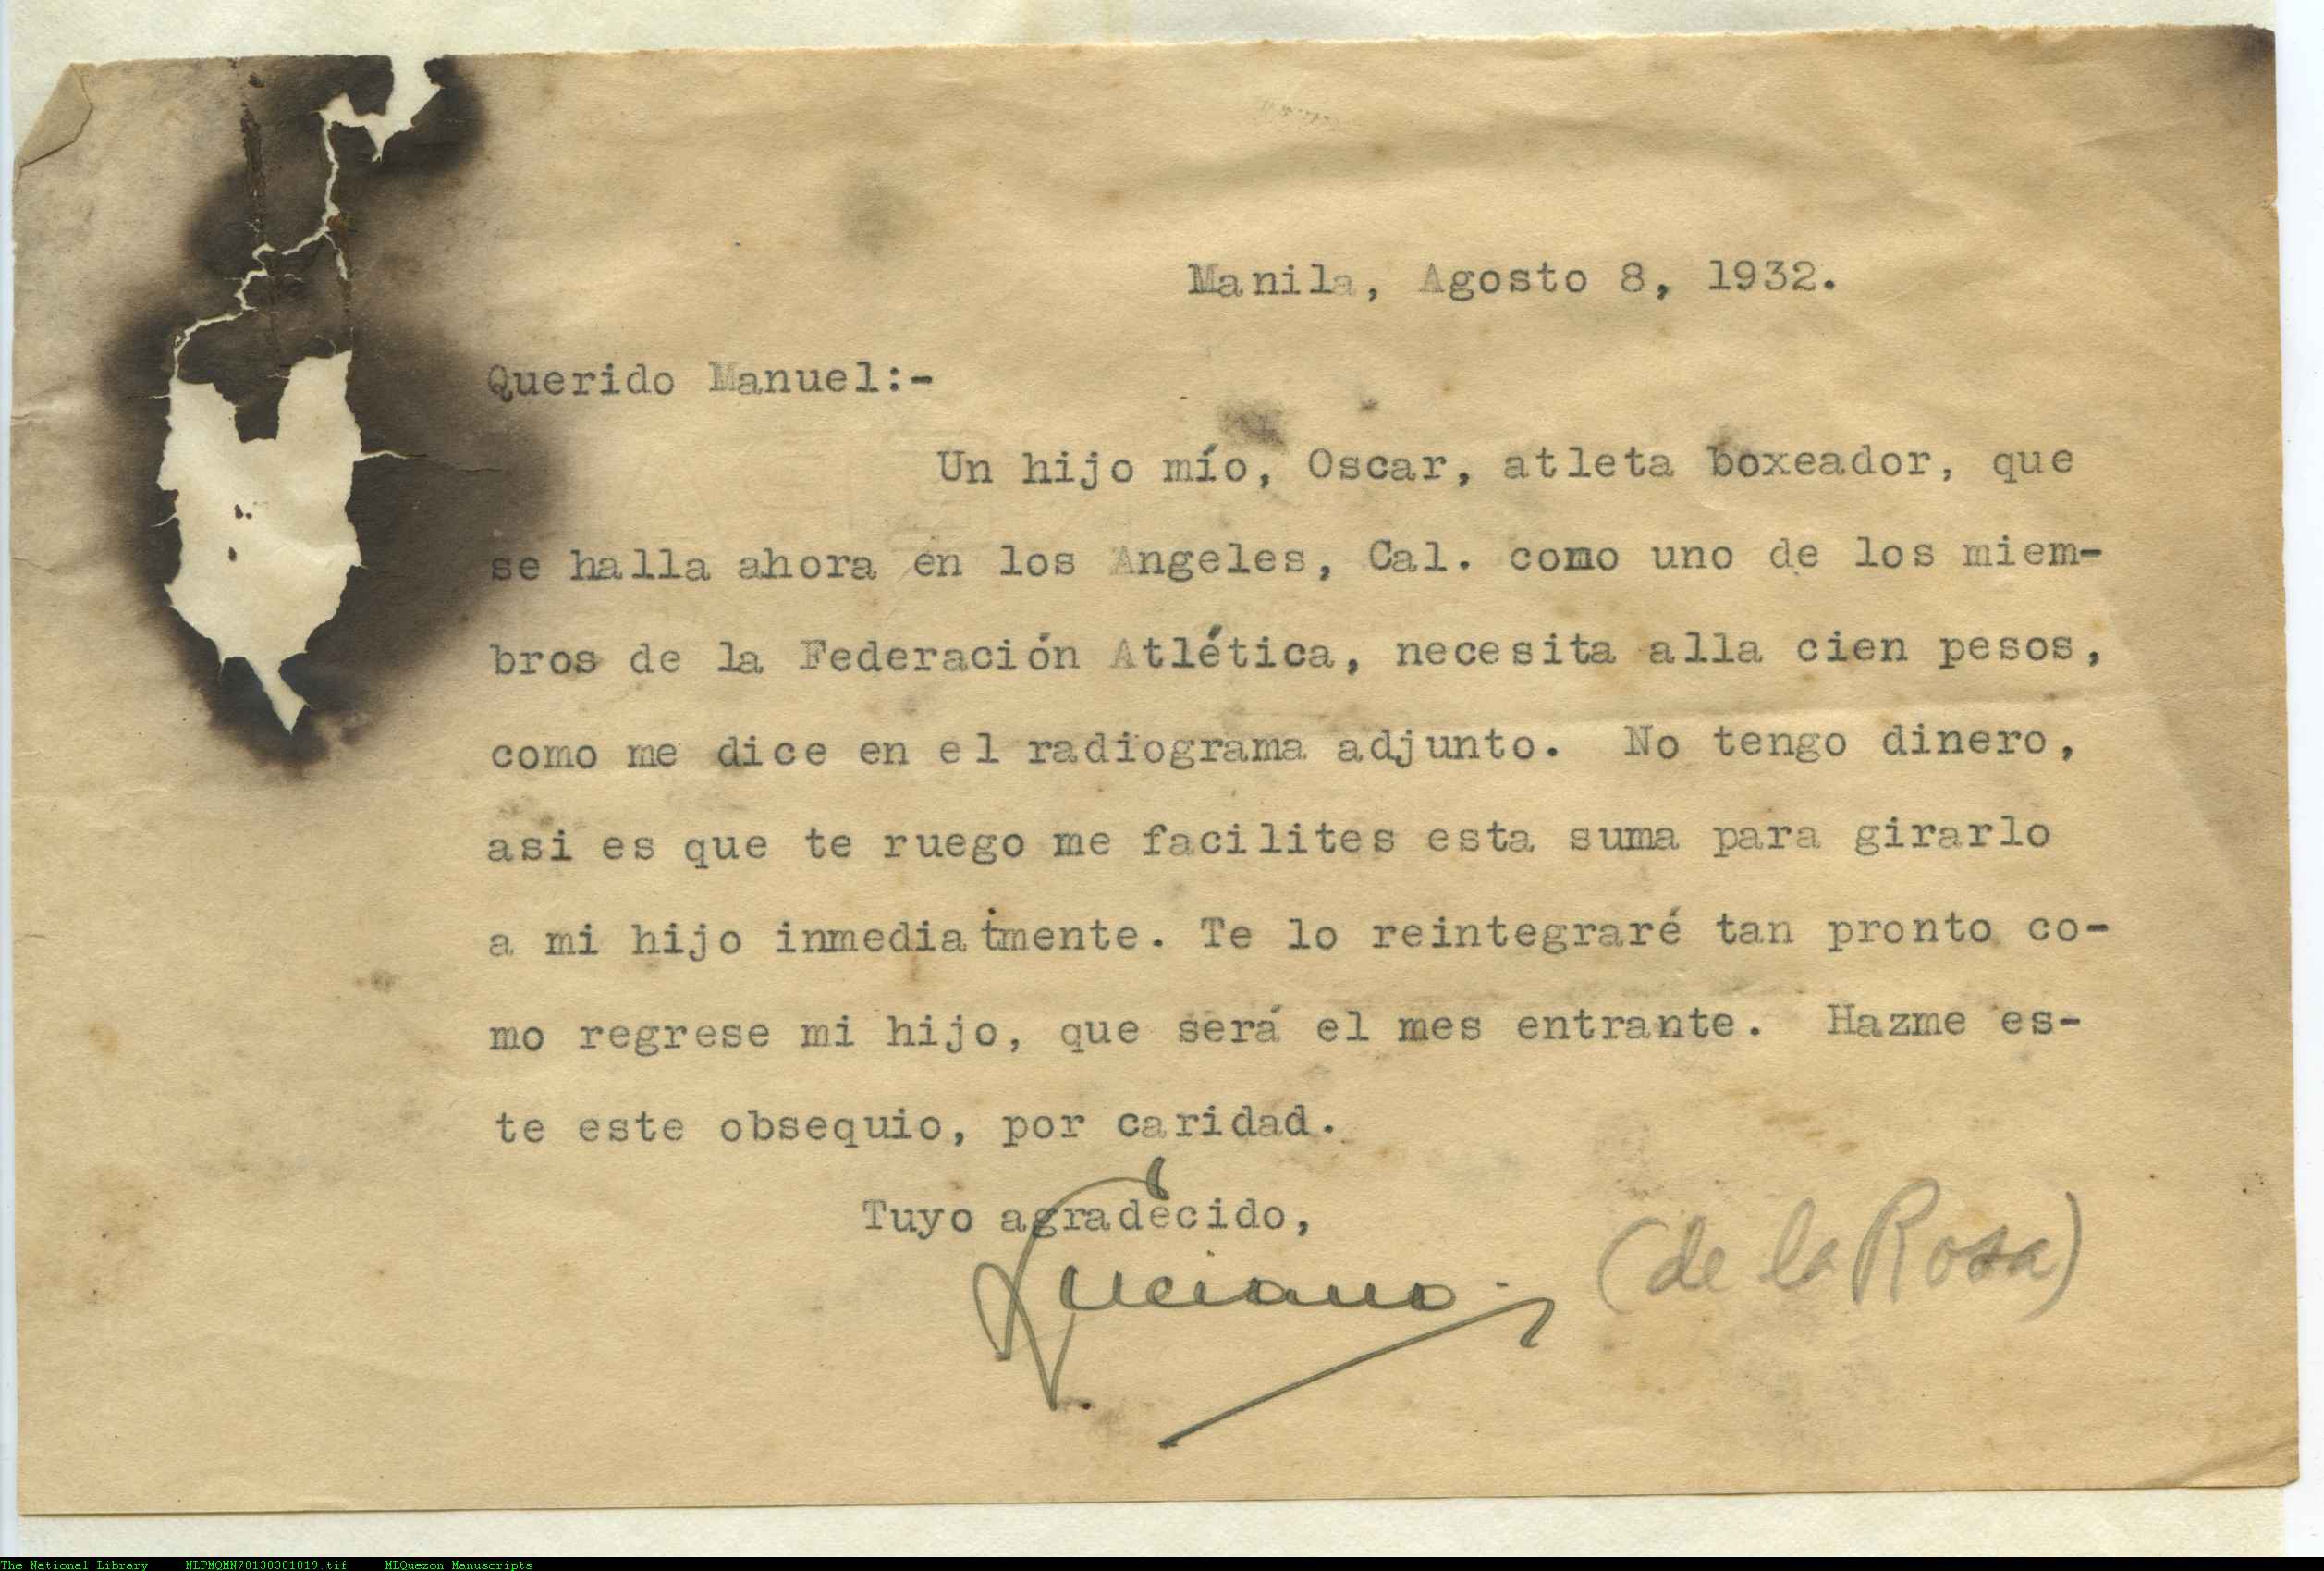 Manila, Agosto 8, 1932.
Querido Manuel:-
Un hijo mío, Oscar, atleta boxeador, que
se halla ahora en los Angeles, Cal. como uno de los miem-
bros de la Federación Atlética, necesita alla cien pesos,
como me dice en el radiograma adjunto. No tengo dinero,
asi es que te ruego me facilites esta suma para girarlo
a mi hijo inmediatmente. Te lo reintegraré tan pronto co-
mo regrese mi hijo, que será el mes entrante. Hazme es-
te este obsequio, por caridad.
Tuyo agradecido,
Luciano (de la Rosa)
The National Library NLPMQMN70130301019.tif MLQuezon Manuscripts